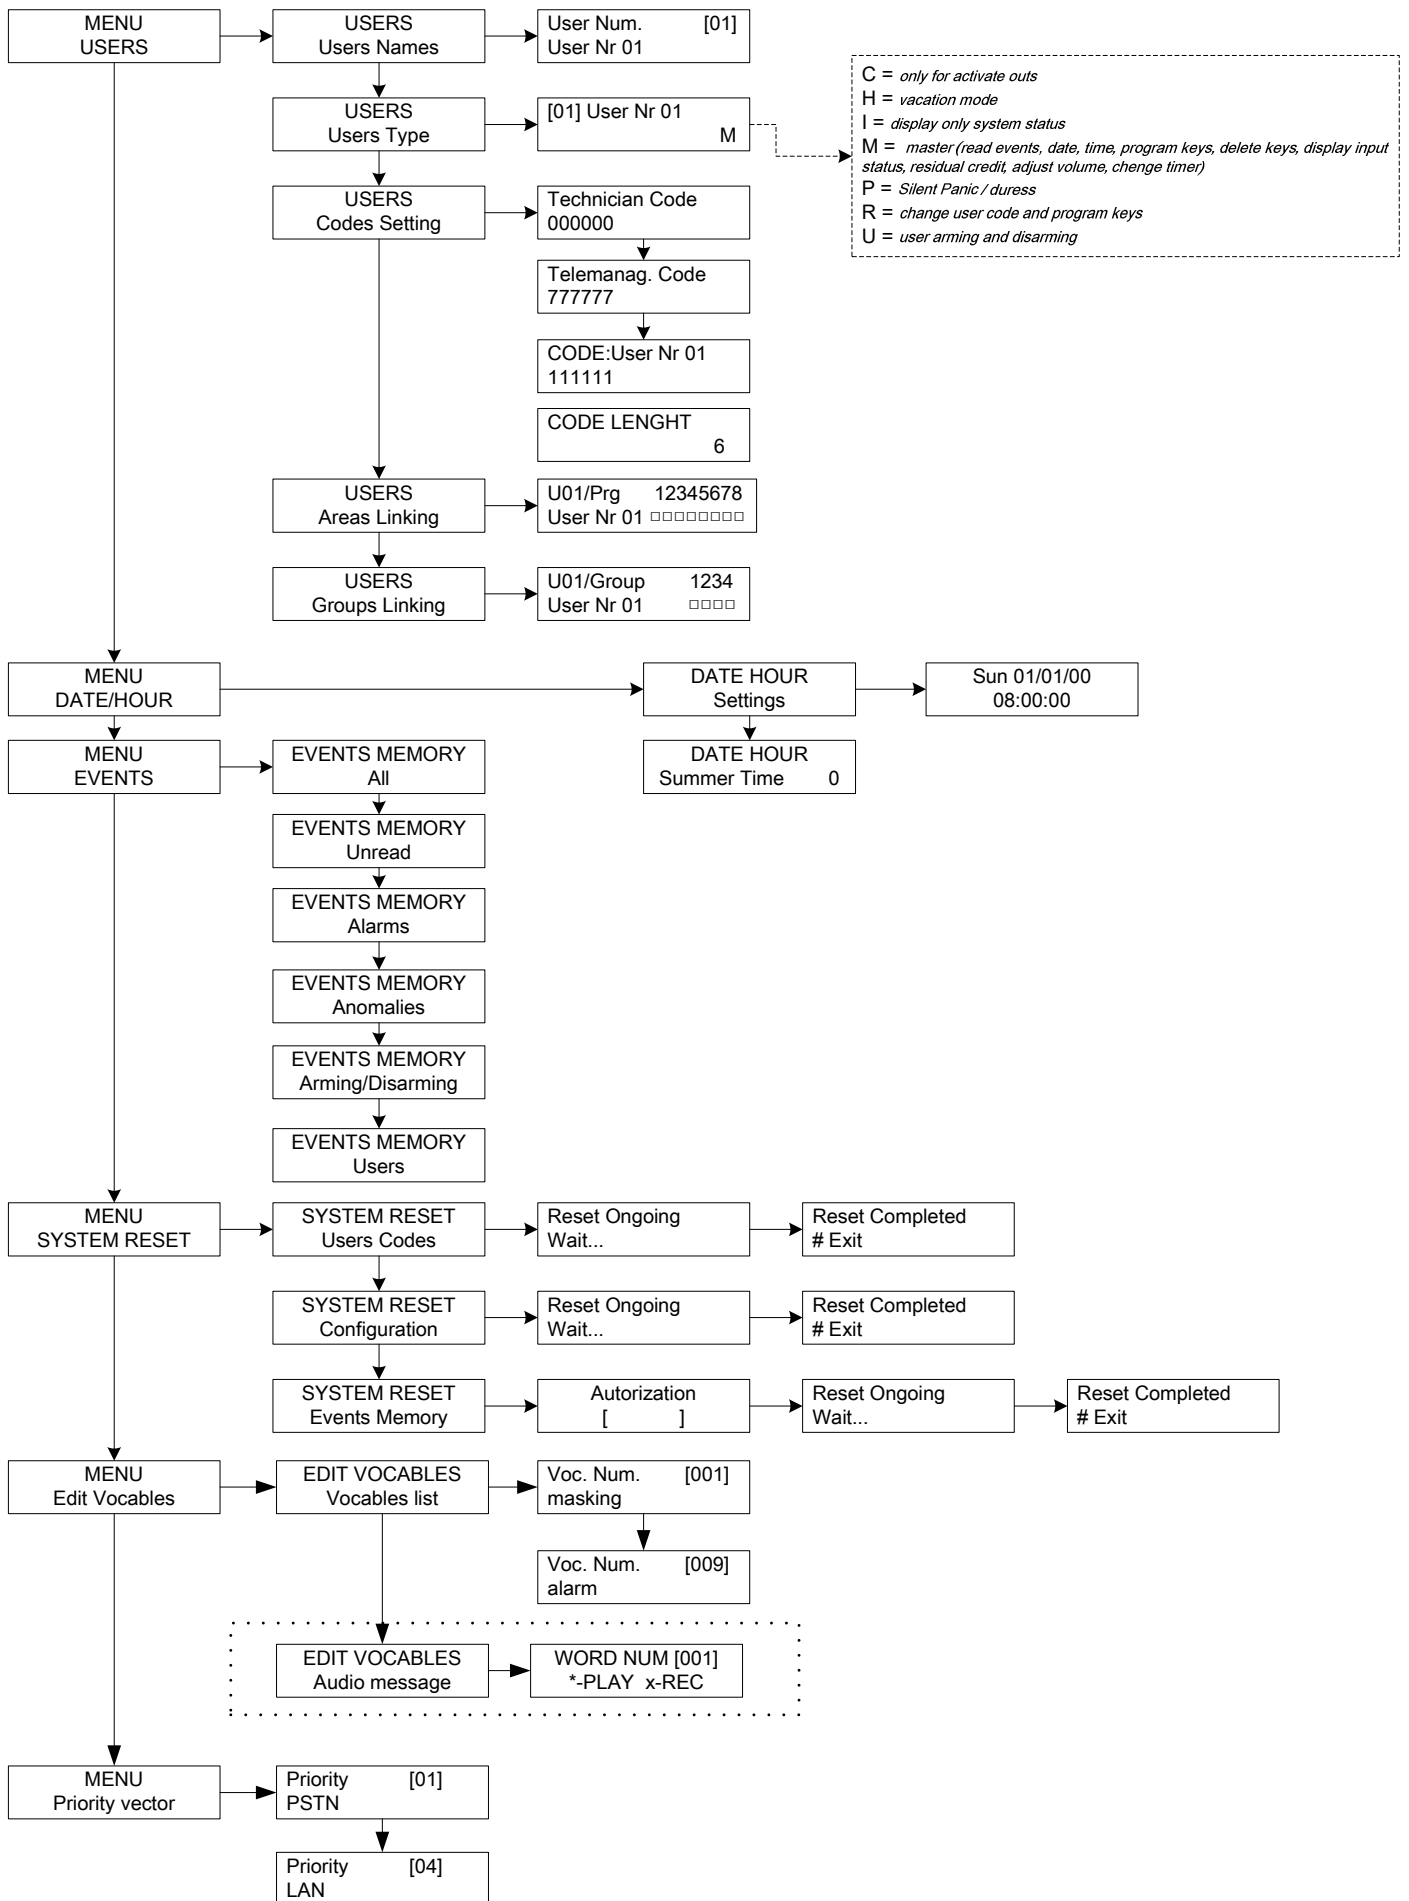 MENU
USERS
USERS
Users Names
User Num. [01]
User Nr 01
USERS
Users Type
[01] User Nr 01
M
C = only for activate outs
H = vacation mode
I = display only system status
M = master (read events, date, time, program keys, delete keys, display input
status, residual credit, adjust volume, chenge timer)
P = Silent Panic / duress
R = change user code and program keys
U = user arming and disarming
USERS
Codes Setting
Technician Code
000000
Telemanag. Code
777777
CODE:User Nr 01
111111
CODE LENGHT
6
USERS
Areas Linking
U01/Prg 12345678
User Nr 01 □□□□□□□□
USERS
Groups Linking
U01/Group 1234
User Nr 01 □□□□
MENU
DATE/HOUR
DATE HOUR
Settings
Sun 01/01/00
08:00:00
DATE HOUR
Summer Time 0
MENU
EVENTS
EVENTS MEMORY
All
EVENTS MEMORY
Unread
EVENTS MEMORY
Alarms
EVENTS MEMORY
Anomalies
EVENTS MEMORY
Arming/Disarming
EVENTS MEMORY
Users
MENU
SYSTEM RESET
SYSTEM RESET
Users Codes
Reset Ongoing
Wait...
Reset Completed
# Exit
SYSTEM RESET
Configuration
Reset Ongoing
Wait...
Reset Completed
# Exit
SYSTEM RESET
Events Memory
Autorization
[ ]
Reset Ongoing
Wait...
Reset Completed
# Exit
MENU
Edit Vocables
EDIT VOCABLES
Vocables list
Voc. Num. [001]
masking
Voc. Num. [009]
alarm
EDIT VOCABLES
Audio message
WORD NUM [001]
*-PLAY x-REC
MENU
Priority vector
Priority [01]
PSTN
Priority [04]
LAN